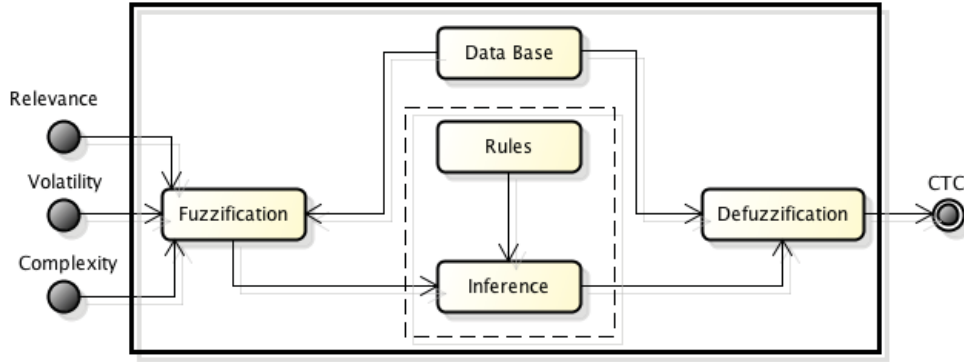 Data Base
Relevance
Rules
Volatility
CTC
Fuzzification
Defuzzification
Complexity
Inference